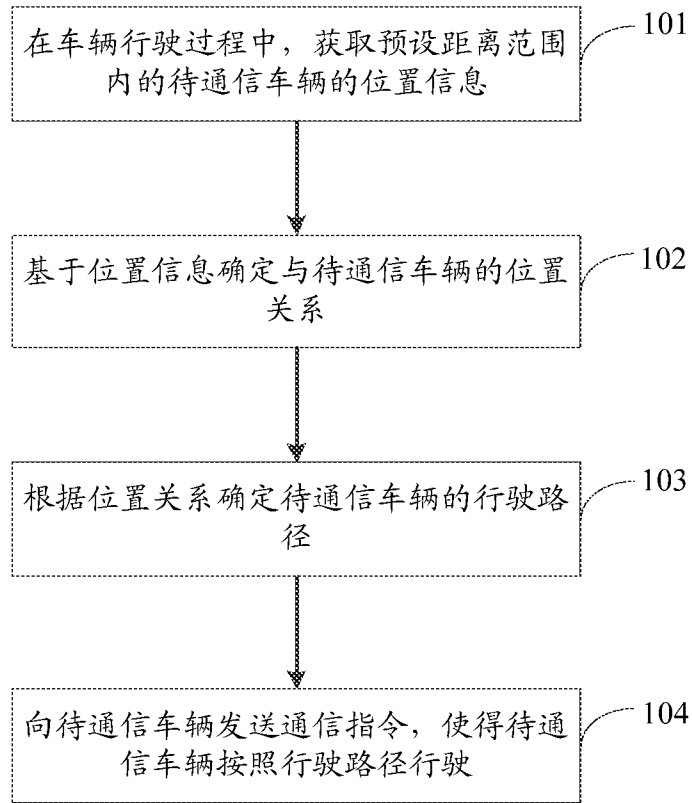 在车辆行驶过程中，获取预设距离范围
内的待通信车辆的位置信息
101
基于位置信息确定与待通信车辆的位置
关系
102
根据位置关系确定待通信车辆的行驶路
径
103
向待通信车辆发送通信指令，使得待通
信车辆按照行驶路径行驶
104